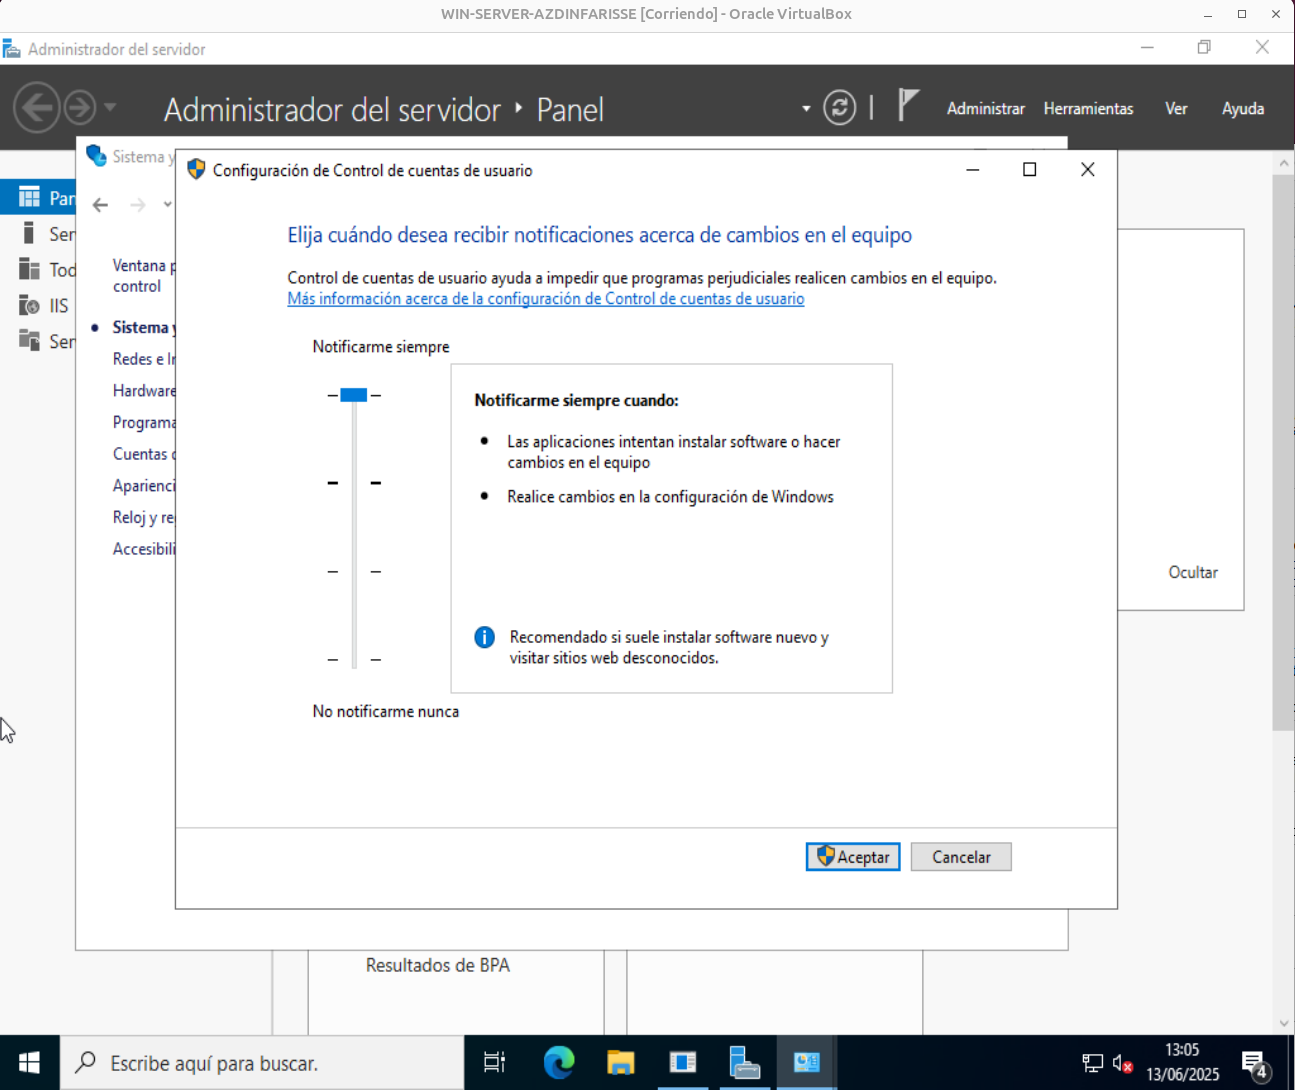 WIN-SERVER-AZDINFARISSE [Corriendo] - Oracle VirtualBox
Administrador del servidor
Administrador del servidor ‣ Panel
Administrar Herramientas Ver Ayuda
Sistema y
Configuración de Control de cuentas de usuario
Pan
Ser
Tod
IIS
Ser
Ventana p
control
Sistema y
Redes e In
Hardware
Programa
Cuentas d
Aparienci
Reloj y re
Accesibili
Elija cuándo desea recibir notificaciones acerca de cambios en el equipo
Control de cuentas de usuario ayuda a impedir que programas perjudiciales realicen cambios en el equipo.
Más información acerca de la configuración de Control de cuentas de usuario
Notificarme siempre
Notificarme siempre cuando:
• Las aplicaciones intentan instalar software o hacer
cambios en el equipo
• Realice cambios en la configuración de Windows
Recomendado si suele instalar software nuevo y
visitar sitios web desconocidos.
No notificarme nunca
Aceptar Cancelar
Ocultar
Resultados de BPA
Escribe aquí para buscar.
13:05
13/06/2025
4